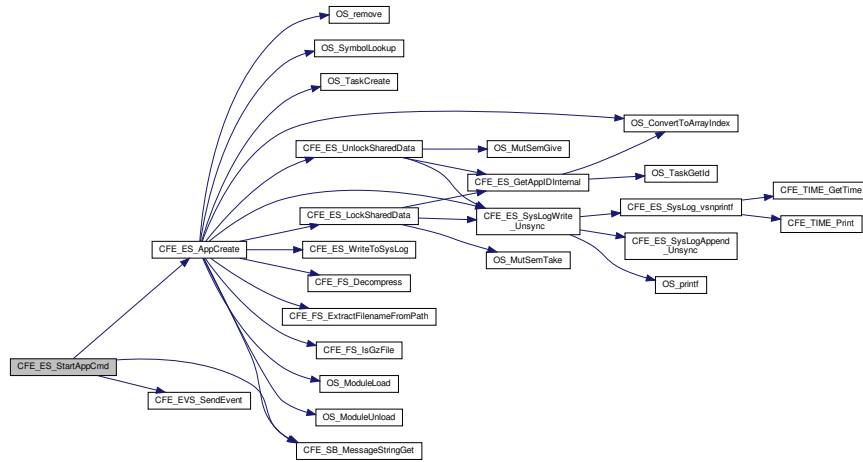 OS_remove
OS_SymbolLookup
OS_TaskCreate
OS_ConvertToArrayIndex
CFE_ES_UnlockSharedData
OS_MutSemGive
OS_TaskGetId
CFE_ES_GetAppIDInternal
CFE_TIME_GetTime
CFE_ES_SysLog_vsnprintf
CFE_ES_LockSharedData
CFE_ES_SysLogWrite
_Unsync
CFE_TIME_Print
CFE_ES_AppCreate
CFE_ES_WriteToSysLog
CFE_ES_SysLogAppend
_Unsync
OS_MutSemTake
CFE_FS_Decompress
OS_printf
CFE_FS_ExtractFilenameFromPath
CFE_FS_IsGzFile
CFE_ES_StartAppCmd
OS_ModuleLoad
CFE_EVS_SendEvent
OS_ModuleUnload
CFE_SB_MessageStringGet